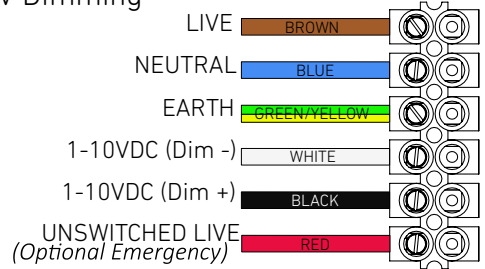 V Dimming
LIVE BROWN
NEUTRAL BLUE
EARTH GREEN/YELLOW
1-10VDC (Dim -) WHITE
1-10VDC (Dim +) BLACK
UNSWITCHED LIVE RED
(Optional Emergency)